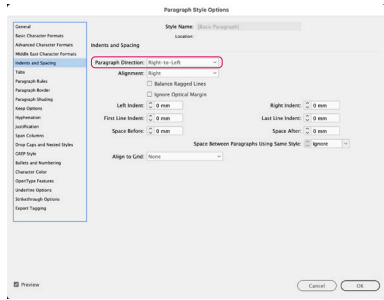 Paragraph Style Options
General
Basic Character Formats
Advanced Character Formats
Middle East Character Formats
Indents and Spacing
Tabs
Paragraph Rules
Paragraph Border
Paragraph Shading
Keep Options
Hyphenation
Justification
Span Columns
Drop Caps and Nested Styles
GREP Style
Bullets and Numbering
Character Color
OpenType Features
Underline Options
Strikethrough Options
Export Tagging
Style Name: [Basic Paragraph]
Location:
Indents and Spacing
Paragraph Direction: Right-to-Left
Alignment: Right
Balance Ragged Lines
Ignore Optical Margin
Left Indent: 0 mm Right Indent: 0 mm
First Line Indent: 0 mm Last Line Indent: 0 mm
Space Before: 0 mm Space After: 0 mm
Space Between Paragraphs Using Same Style: Ignore
Align to Grid: None
Preview Cancel OK